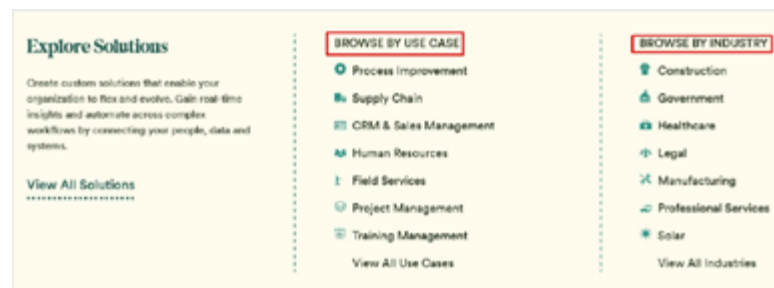 Explore Solutions
Create custom solutions that enable your
organization to flex and evolve. Gain real-time
insights and automate across complex
workflows by connecting your people, data and
systems.
View All Solutions
BROWSE BY USE CASE
Process Improvement
Supply Chain
CRM & Sales Management
Human Resources
Field Services
Project Management
Training Management
View All Use Cases
BROWSE BY INDUSTRY
Construction
Government
Healthcare
Legal
Manufacturing
Professional Services
Solar
View All Industries